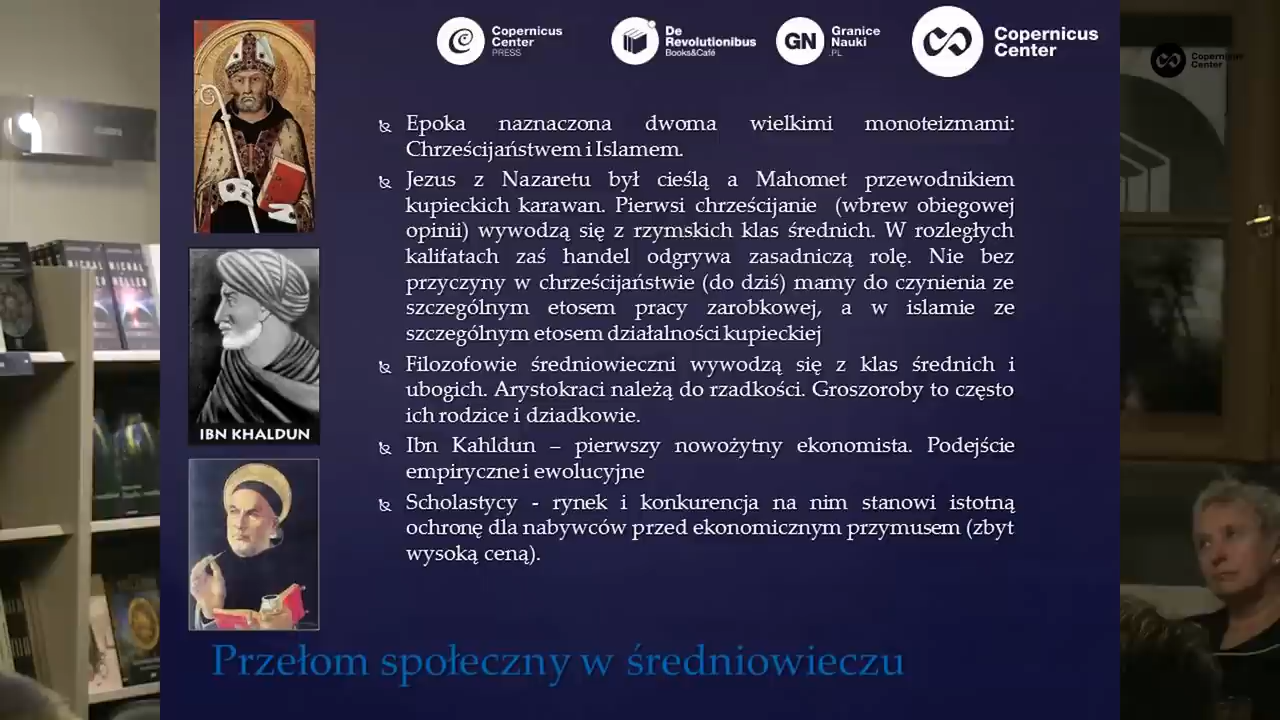 Copernicus
Center
PRESS
De
Revolutionibus
Books&Café
GN
Granice
Nauki
.PL
Copernicus
Center
Copernicus
Center
Epoka naznaczona dwoma wielkimi monoteizmami:
Chrześcijaństwem i Islamem.
Jezus z Nazaretu był cieślą a Mahomet przewodnikiem
kupieckich karawan. Pierwsi chrześcijanie (wbrew obiegowej
opinii) wywodzą się z rzymskich klas średnich. W rozległych
kalifatach zaś handel odgrywa zasadniczą rolę. Nie bez
przyczyny w chrześcijaństwie (do dziś) mamy do czynienia ze
szczególnym etosem pracy zarobkowej, a w islamie ze
szczególnym etosem działalności kupieckiej
Filozofowie średniowieczni wywodzą się z klas średnich i
ubogich. Arystokraci należą do rzadkości. Groszoroby to często
ich rodzice i dziadkowie.
IBN KHALDUN
Ibn Kahldun – pierwszy nowożytny ekonomista. Podejście
empiryczne i ewolucyjne
Scholastycy - rynek i konkurencja na nim stanowi istotną
ochronę dla nabywców przed ekonomicznym przymusem (zbyt
wysoką ceną).
Przełom społeczny w średniowieczu